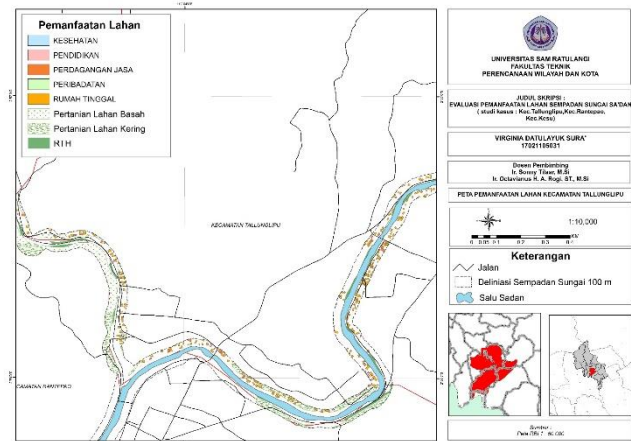 Pemanfaatan Lahan
KESEHATAN
PENDIDIKAN
PERDAGANGAN JASA
PERIBADATAN
RUMAH TINGGAL
Pertanian Lahan Basah
Pertanian Lahan Kering
RTH
KECAMATAN TALLUNGLIPU
UNIVERSITAS SAM RATULANGI
FAKULTAS TEKNIK
PERENCANAAN WILAYAH DAN KOTA
JUDUL SKRIPSI :
EVALUASI PEMANFAATAN LAHAN SEMPADAN SUNGAI SA'DAN
( studi kasus : Kec.Tallunglipu,Kec.Rantepao,
Kec.Kesu)
VIRGINIA DATULAYUK SURA'
17021105031
Dosen Pembimbing
Ir. Sonny Tilaar, M.Si
Ir. Octavianus H. A. Rogi, ST., M.Si
PETA PEMANFAATAN LAHAN KECAMATAN TALLUNGLIPU
1:10,000
Keterangan
Jalan
Deliniasi Sempadan Sungai 100 m
Salu Sadan
Sumber :